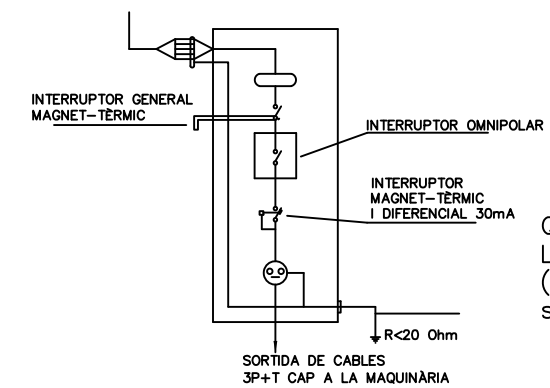 INTERRUPTOR GENERAL
MAGNET-TÈRMIC
INTERRUPTOR OMNIPOLAR
INTERRUPTOR
MAGNET-TÈRMIC
I DIFERENCIAL 30mA
R<20 Ohm
SORTIDA DE CABLES
3P+T CAP A LA MAQUINÀRIA